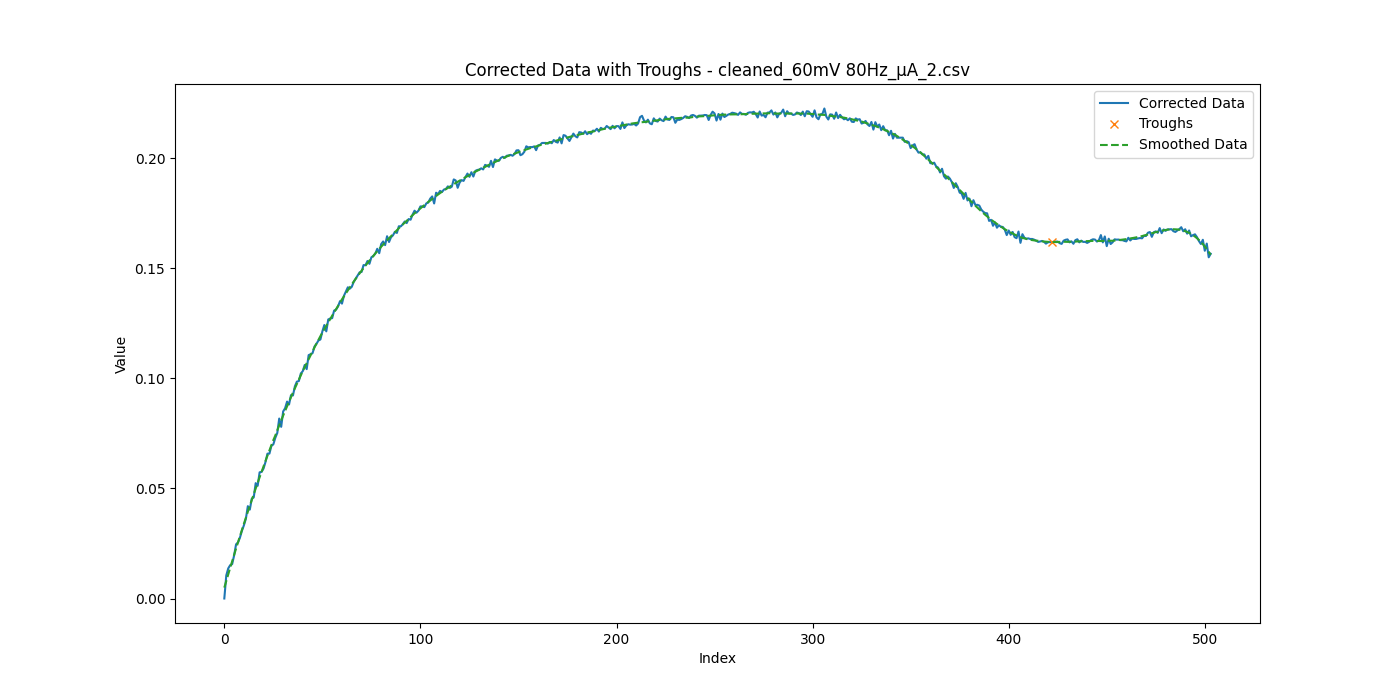 Corrected Data with Troughs - cleaned_60mV 80Hz_µA_2.csv
Corrected Data
Troughs
Smoothed Data
0.20
0.15
0.10
0.05
0.00
Value
0
100
200
300
400
500
Index